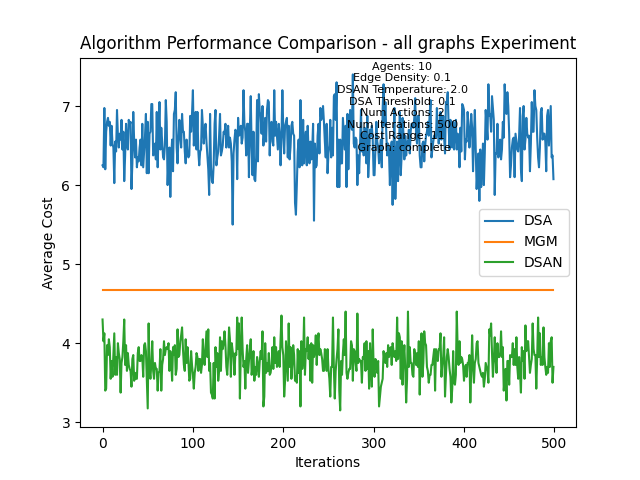 Algorithm Performance Comparison - all graphs Experiment
Agents: 10
Edge Density: 0.1
DSAN Temperature: 2.0
DSA Threshold: 0.1
Num Actions: 2
Num Iterations: 500
Cost Range: 11
Graph: complete
7
6
5
4
3
Average Cost
DSA
MGM
DSAN
0
100
200
300
400
500
Iterations